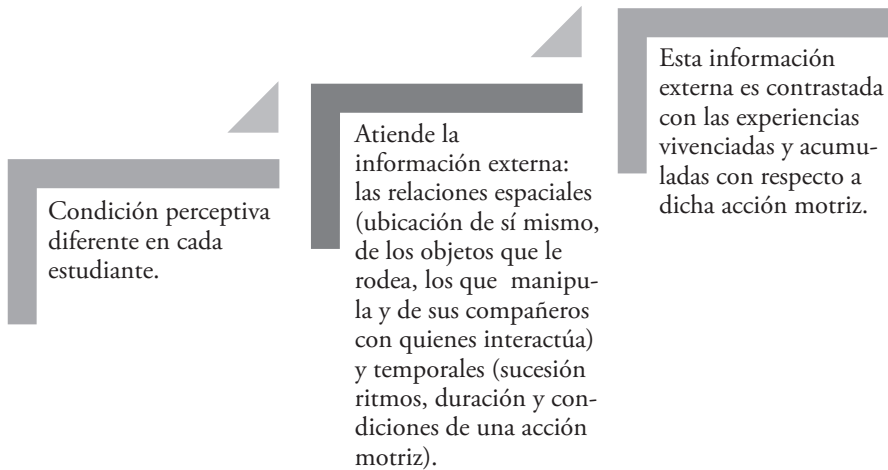 Condición perceptiva
diferente en cada
estudiante.
Atiende la
información externa:
las relaciones espaciales
(ubicación de sí mismo,
de los objetos que le
rodea, los que  manipu-
la y de sus compañeros
con quienes interactúa)
y temporales (sucesión
ritmos, duración y con-
diciones de una acción
motriz).
Esta información
externa es contrastada
con las experiencias
vivenciadas y acumu-
ladas con respecto a
dicha acción motriz.